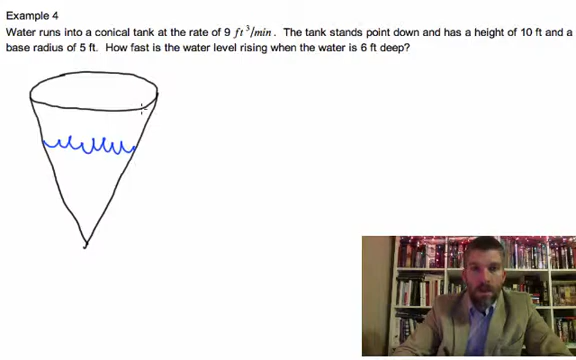 Example 4
Water runs into a conical tank at the rate of 9 ft³/min. The tank stands point down and has a height of 10 ft and a
base radius of 5 ft. How fast is the water level rising when the water is 6 ft deep?